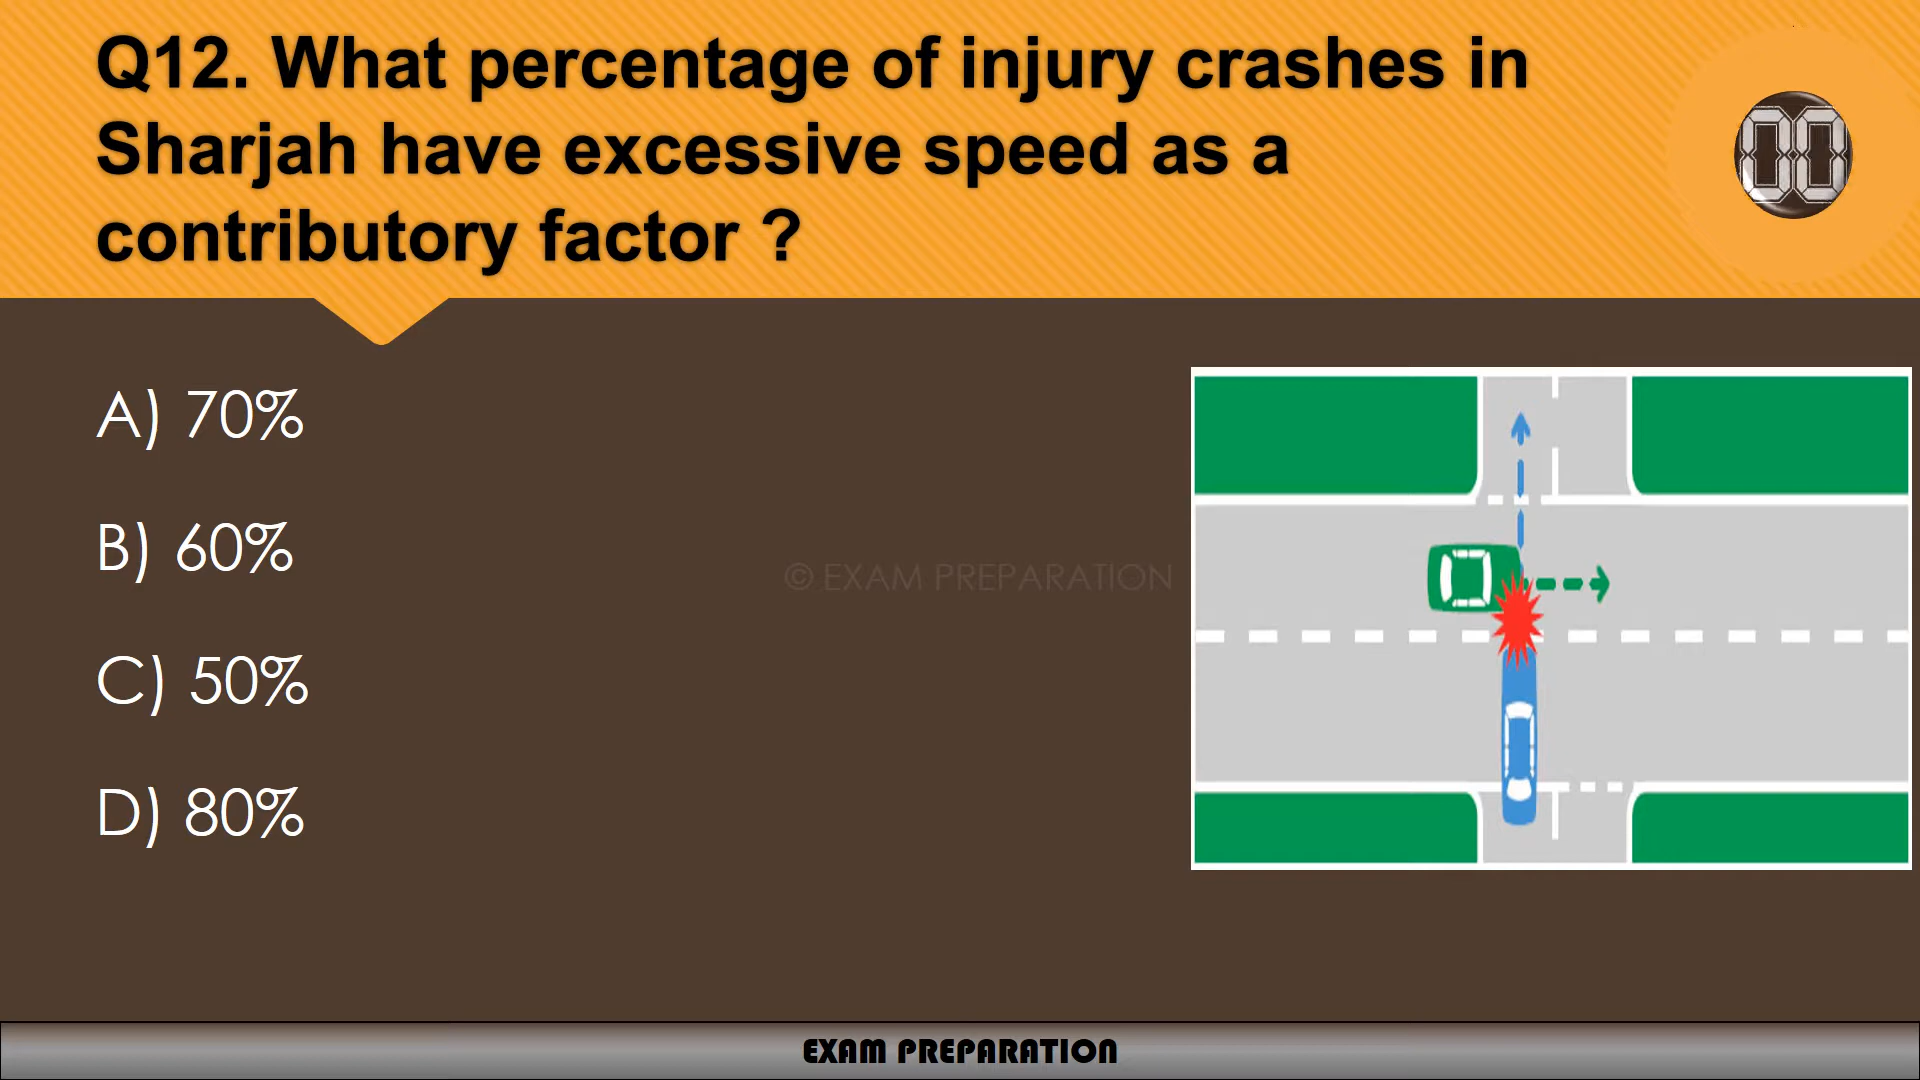 Q12. What percentage of injury crashes in
Sharjah have excessive speed as a
contributory factor ?
00
A) 70%
B) 60%
© EXAM PREPARATION
C) 50%
D) 80%
EXAM PREPARATION